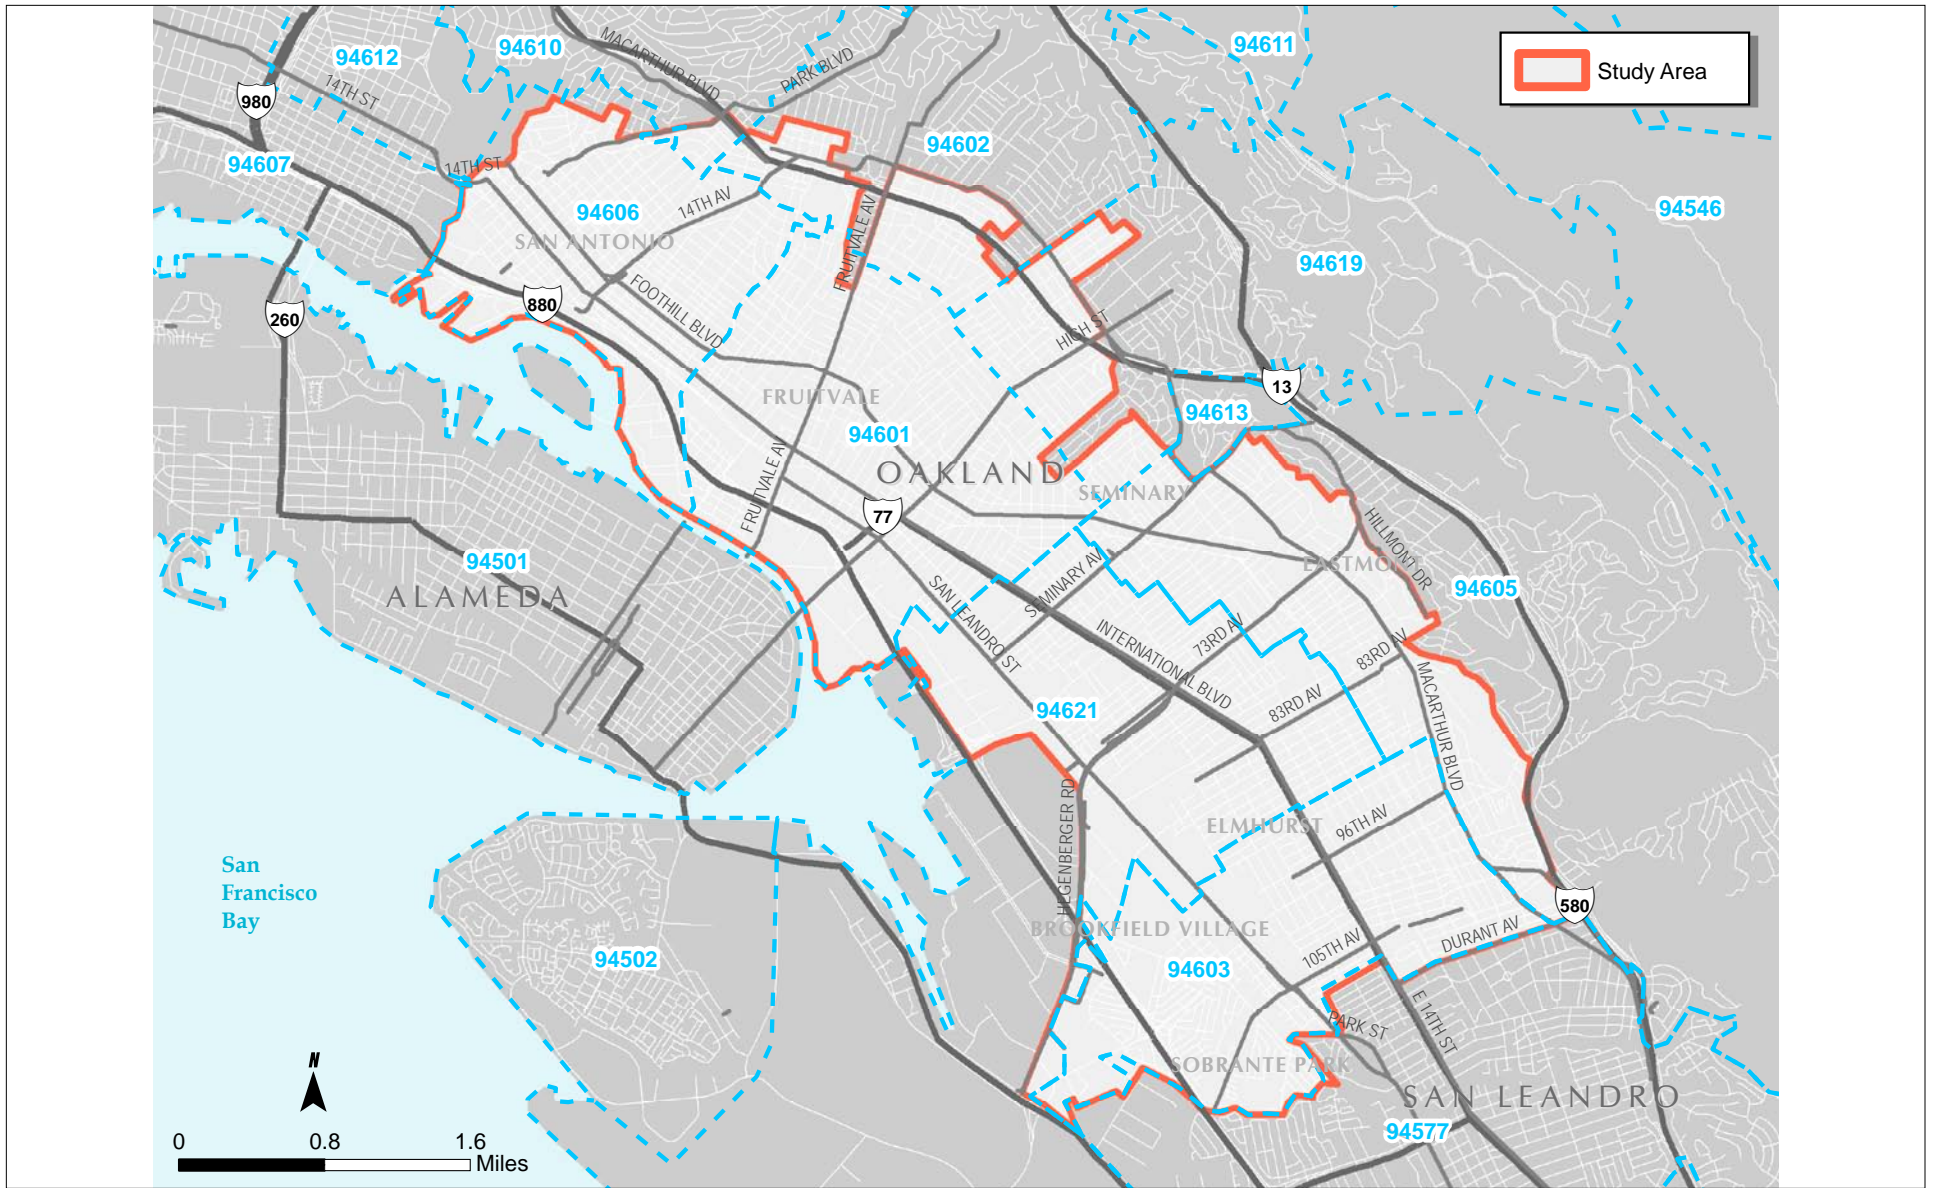 94612
94610
MACARTHUR BLVD
PARK BLVD
94611
Study Area
980
14TH ST
94607
14TH ST
94602
94606
14TH AV
SAN ANTONIO
FRUITVALE AV
94546
94619
260
880
FOOTHILL BLVD
HIGH ST
13
FRUITVALE
94601
94613
OAKLAND
SEMINARY
FRUITVALE AV
77
HILLMONT DR
94501
ALAMEDA
EASTMONT
94605
SAN LEANDRO ST
SEMINARY AV
INTERNATIONAL BLVD
73RD AV
83RD AV
94621
83RD AV
MACARTHUR BLVD
HEGENBERGER RD
ELMHURST
96TH AV
San
Francisco
Bay
580
BROOKFIELD VILLAGE
105TH AV
DURANT AV
94502
94603
E 14TH ST
PARK ST
SOBRANTE PARK
SAN LEANDRO
94577
N
0 0.8 1.6
Miles